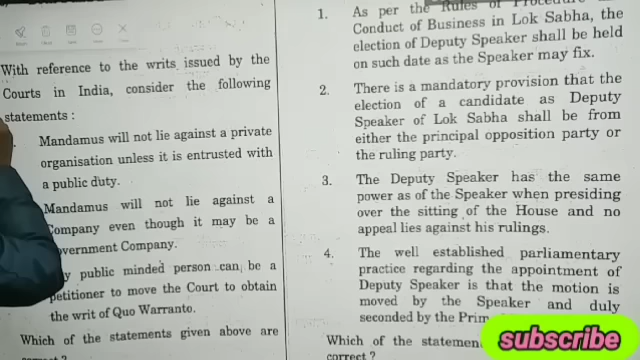 With reference to the writs issued by the
Courts in India, consider the following
statements :
Mandamus will not lie against a private
organisation unless it is entrusted with
a public duty.
Mandamus will not lie against a
Company even though it may be a
Government Company.
public minded person can be a
petitioner to move the Court to obtain
the writ of Quo Warranto.
Which of the statements given above are
1. As per the Rules of Procedure
Conduct of Business in Lok Sabha, the
election of Deputy Speaker shall be held
on such date as the Speaker may fix.
2. There is a mandatory provision that the
election of a candidate as Deputy
Speaker of Lok Sabha shall be from
either the principal opposition party or
the ruling party.
3. The Deputy Speaker has the same
power as of the Speaker when presiding
over the sitting of the House and no
appeal lies against his rulings.
4. The well established parliamentary
practice regarding the appointment of
Deputy Speaker is that the motion is
moved by the Speaker and duly
seconded by the Prim
Which of the statemen
correct ?
subscribe